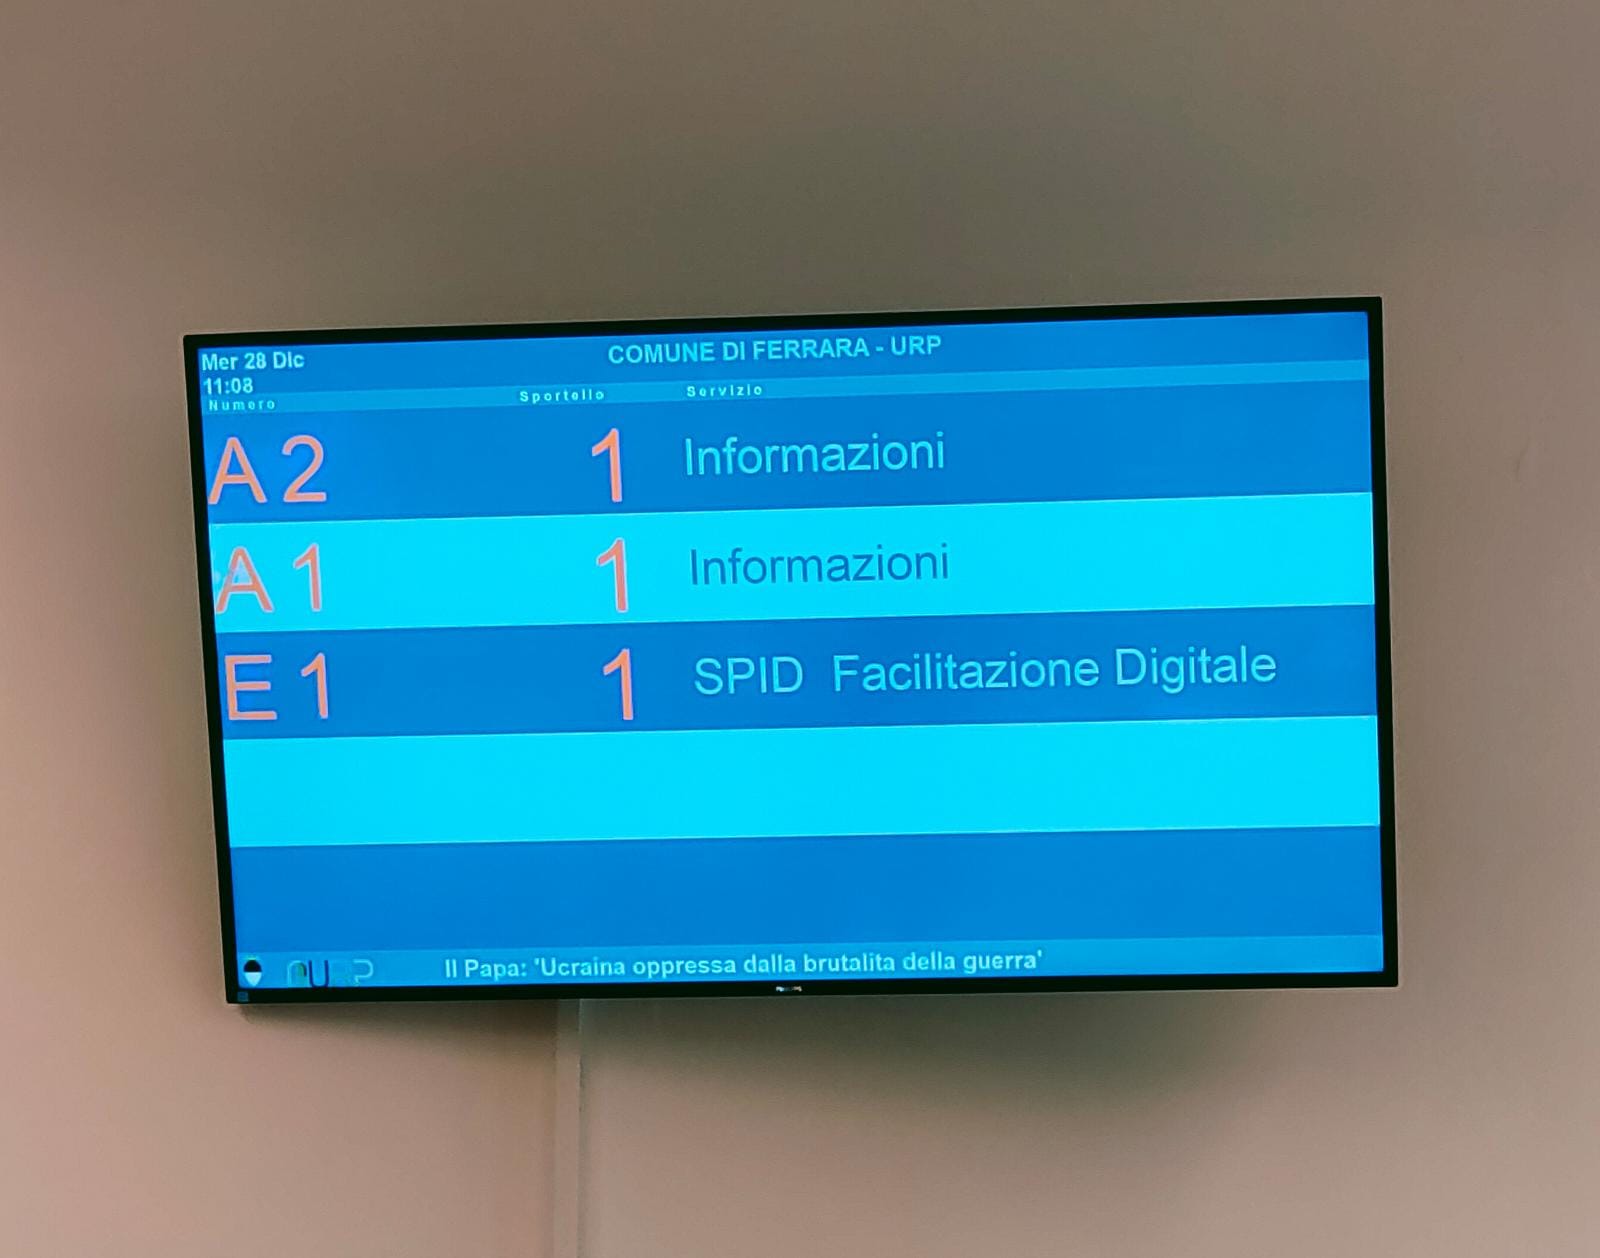 Mer 28 Dic
COMUNE DI FERRARA - URP
11:08
Numero Sportello Servizio
A 2 1 Informazioni
A 1 1 Informazioni
E 1 1 SPID Facilitazione Digitale
URP Il Papa: 'Ucraina oppressa dalla brutalita della guerra'